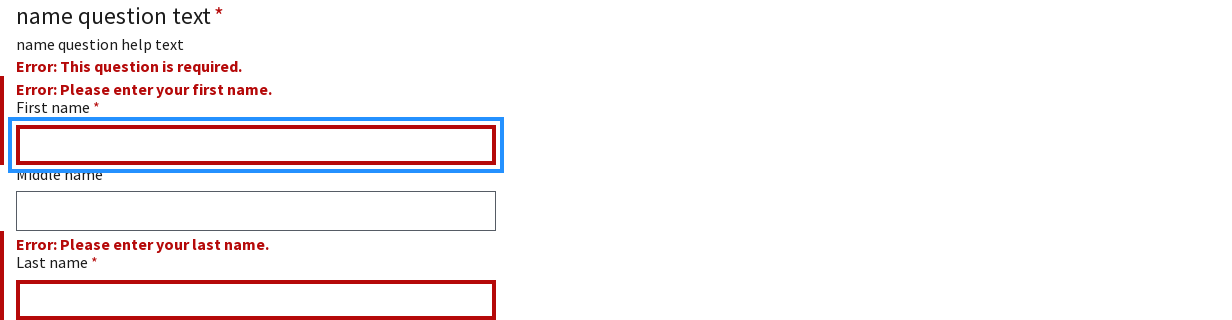 name question text *
name question help text
Error: This question is required.
Error: Please enter your first name.
First name *
Middle name
Error: Please enter your last name.
Last name *